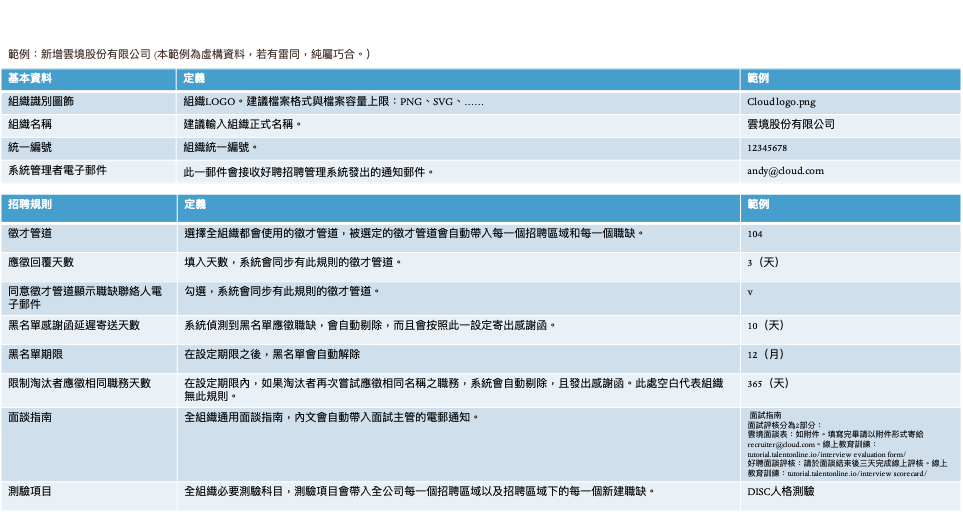 範例：新增雲境股份有限公司 (本範例為虛構資料，若有雷同，純屬巧合。)
基本資料 定義 範例
組織識別圖飾 組織LOGO。建議檔案格式與檔案容量上限：PNG、SVG、…… Cloudlogo.png
組織名稱 建議輸入組織正式名稱。 雲境股份有限公司
統一編號 組織統一編號。 12345678
系統管理者電子郵件 此一郵件會接收好聘招聘管理系統發出的通知郵件。 andy@cloud.com
招聘規則 定義 範例
徵才管道 選擇全組織都會使用的徵才管道，被選定的徵才管道會自動帶入每一個招聘區域和每一個職缺。 104
應徵回覆天數 填入天數，系統會同步有此規則的徵才管道。 3（天）
同意徵才管道顯示職缺聯絡人電
子郵件 勾選，系統會同步有此規則的徵才管道。 v
黑名單感謝函延遲寄送天數 系統偵測到黑名單應徵職缺，會自動剔除，而且會按照此一設定寄出感謝函。 10（天）
黑名單期限 在設定期限之後，黑名單會自動解除 12（月）
限制淘汰者應徵相同職務天數 在設定期限內，如果淘汰者再次嘗試應徵相同名稱之職務，系統會自動剔除，且發出感謝函。此處空白代表組織 365（天）
無此規則。
面談指南 全組織通用面談指南，內文會自動帶入面試主管的電郵通知。 面試指南
面試評核分為2部分：
雲境面談表：如附件。填寫完畢請以附件形式寄給
recruiter@cloud.com。線上教育訓練：
tutorial.talentonline.io/interview evaluation form/
好聘面談評核：請於面談結束後三天完成線上評核。線上
教育訓練：tutorial.talentonline.io/interview scorecard/
測驗項目 全組織必要測驗科目，測驗項目會帶入全公司每一個招聘區域以及招聘區域下的每一個新建職缺。 DISC人格測驗